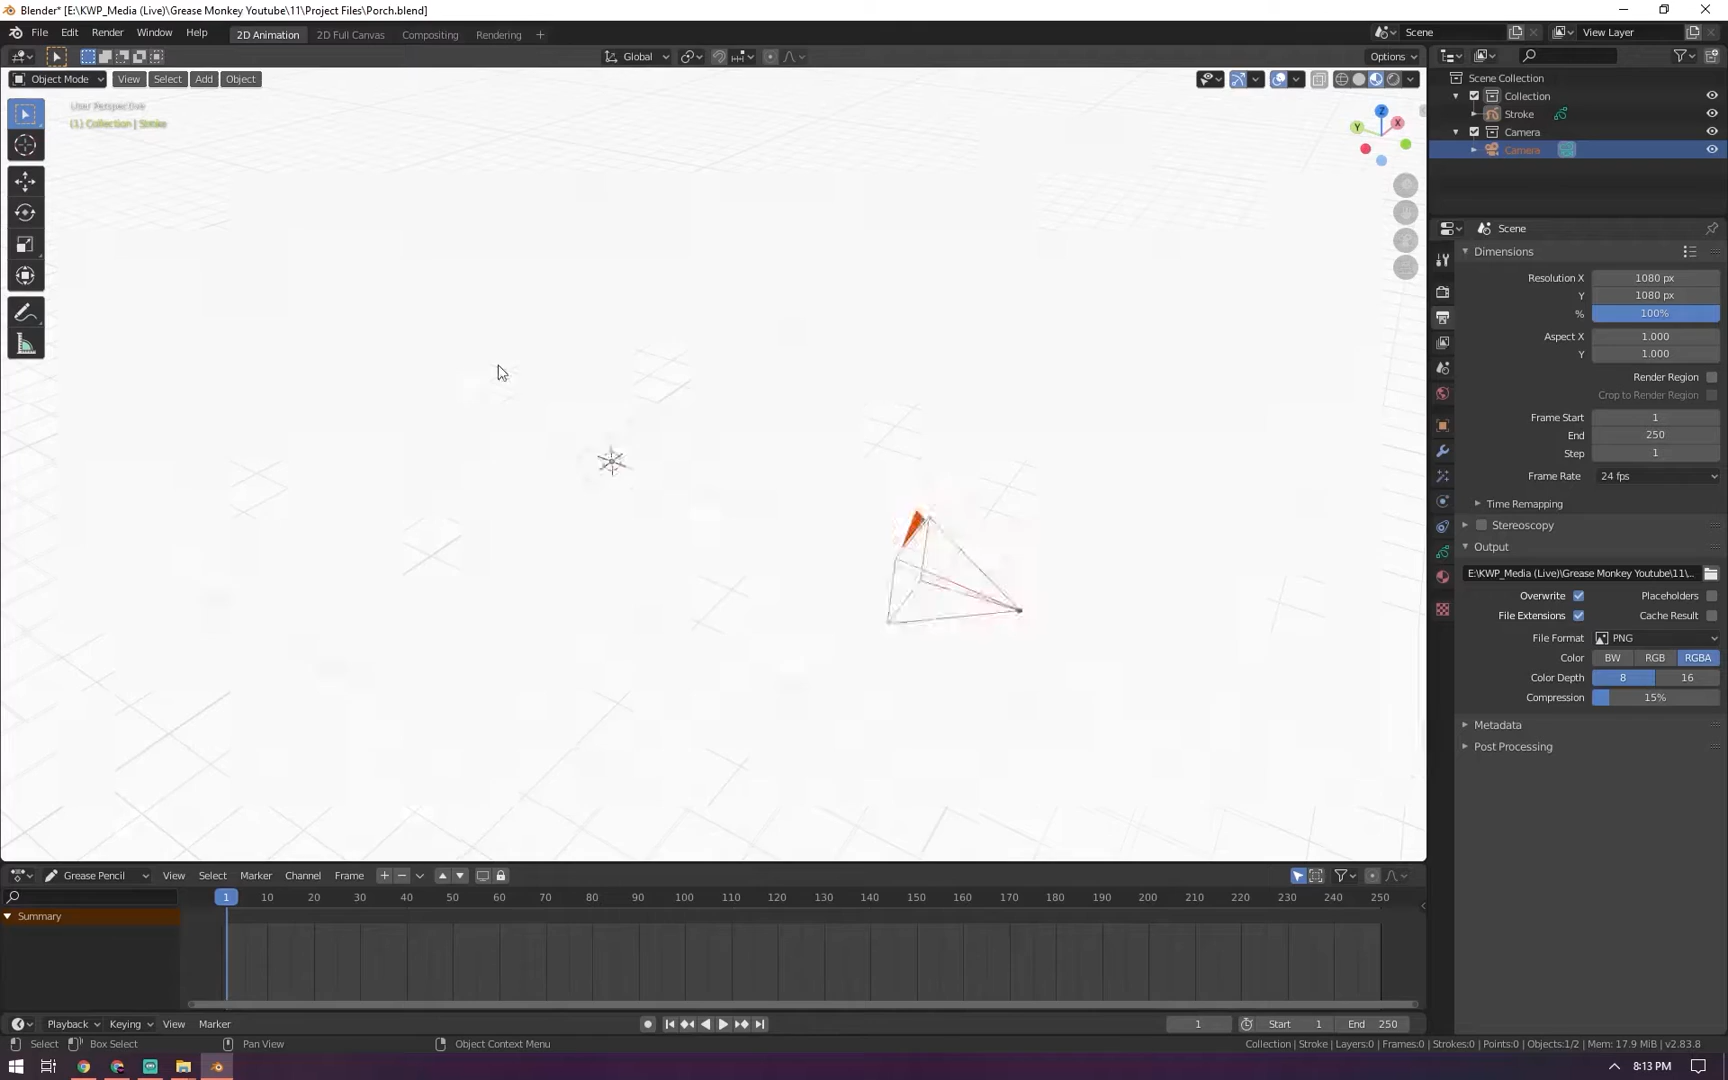 Blender* [E:\KWP_Media (Live)\Grease Monkey Youtube\11\Project Files\Porch.blend]
File Edit Render Window Help 2D Animation 2D Full Canvas Compositing Rendering + Scene View Layer
Global Options
Object Mode View Select Add Object
User Perspective
(1) Collection | Stroke
Z
Y
X
Scene Collection
Collection
Stroke
Camera
Camera
Scene
Dimensions
Resolution X 1080 px
Y 1080 px
% 100%
Aspect X 1.000
Y 1.000
Render Region
Crop to Render Region
Frame Start 1
End 250
Step 1
Frame Rate 24 fps
Time Remapping
Stereoscopy
Output
E:\KWP_Media (Live)\Grease Monkey Youtube\11\...
Overwrite Placeholders
File Extensions Cache Result
File Format PNG
Color BW RGB RGBA
Color Depth 8 16
Compression 15%
Metadata
Post Processing
Grease Pencil View Select Marker Channel Frame
1 10 20 30 40 50 60 70 80 90 100 110 120 130 140 150 160 170 180 190 200 210 220 230 240 250
Summary
Playback Keying View Marker 1 Start 1 End 250
Select Box Select Pan View Object Context Menu Collection | Stroke | Layers:0 | Frames:0 | Strokes:0 | Points:0 | Objects:1/2 | Mem: 17.9 MiB | v2.83.8
8:13 PM